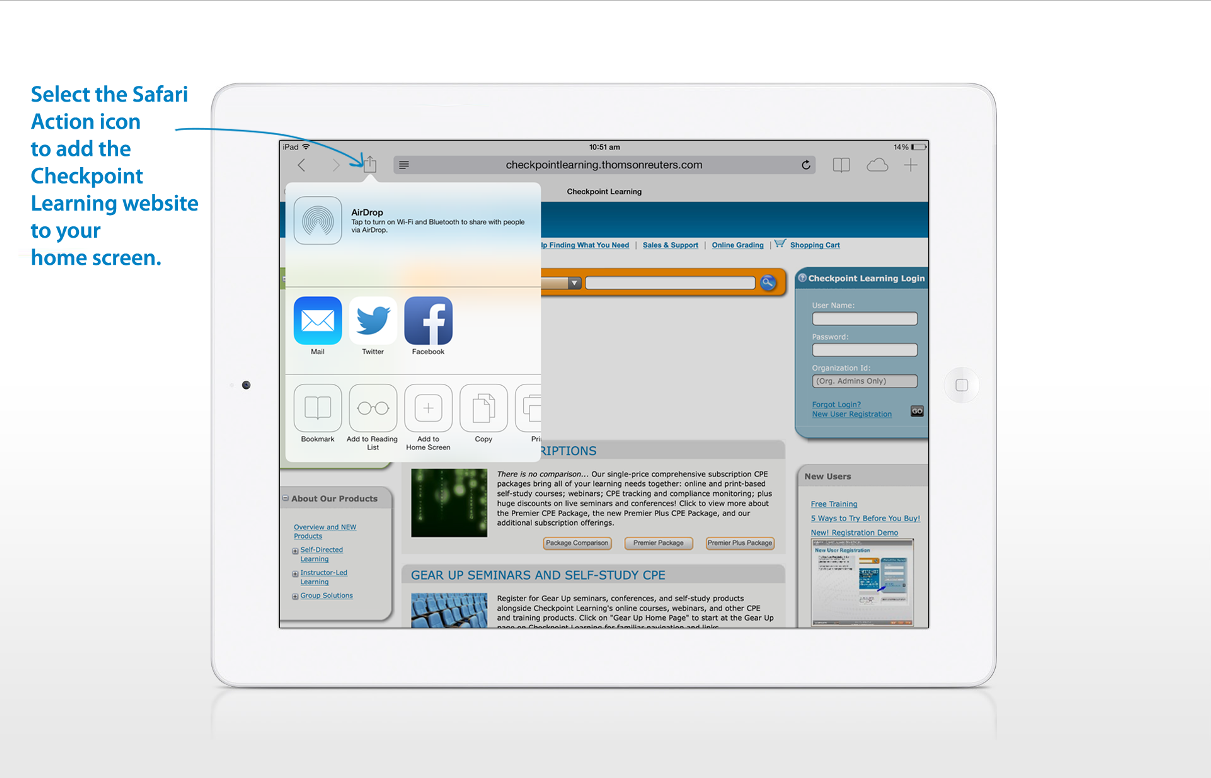 Select the Safari
Action icon
to add the
Checkpoint
Learning website
to your
home screen.
iPad
10:51 am
14%
checkpointlearning.thomsonreuters.com
Checkpoint Learning
AirDrop
Tap to turn on Wi-Fi and Bluetooth to share with people
via AirDrop.
Mail
Twitter
Facebook
Bookmark
Add to Reading
List
Add to
Home Screen
Copy
Pri
lp Finding What You Need | Sales & Support | Online Grading | Shopping Cart
Checkpoint Learning Login
User Name:
Password:
Organization Id:
(Org. Admins Only)
Forgot Login?
New User Registration
GO
About Our Products
Overview and NEW
Products
Self-Directed
Learning
Instructor-Led
Learning
Group Solutions
RIPTIONS
There is no comparison... Our single-price comprehensive subscription CPE
packages bring all of your learning needs together: online and print-based
self-study courses; webinars; CPE tracking and compliance monitoring; plus
huge discounts on live seminars and conferences! Click to view more about
the Premier CPE Package, the new Premier Plus CPE Package, and our
additional subscription offerings.
Package Comparison
Premier Package
Premier Plus Package
GEAR UP SEMINARS AND SELF-STUDY CPE
Register for Gear Up seminars, conferences, and self-study products
alongside Checkpoint Learning's online courses, webinars, and other CPE
and training products. Click on "Gear Up Home Page" to start at the Gear Up
page on Checkpoint Learning for familiar navigation and links.
New Users
Free Training
5 Ways to Try Before You Buy!
New! Registration Demo
New User Registration